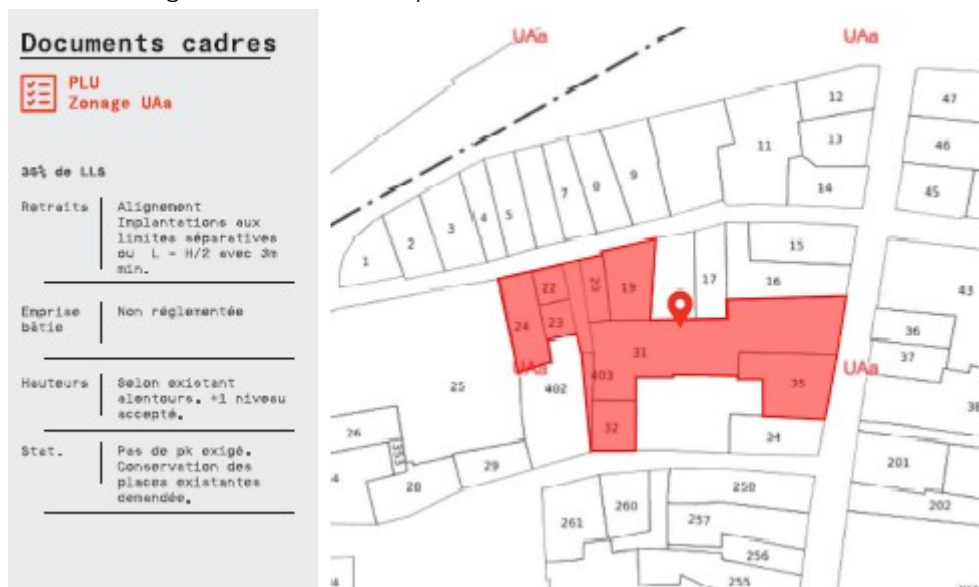 Documents cadres
PLU
Zonage UAa
35% de LLS
Retraits
Alignement
Implantations aux
limites séparatives
ou L - H/2 avec 3m
min.
Emprise
bâtie
Non réglementée
Hauteurs
Selon existant
alentours. +1 niveau
accepté.
Stat.
Pas de pk exigé.
Conservation des
places existantes
demandée.
UAa
UAa
12
47
11
13
46
9
8
7
14
45
5
4
3
2
15
1
17
16
22
20
19
43
23
24
36
31
37
UAa
403
35
UAa
25
402
38
26
32
24
353
29
201
28
258
202
260
261
257
256
255